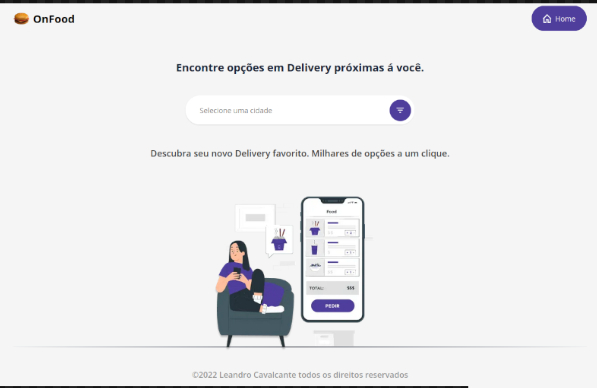 OnFood
Home
Encontre opções em Delivery próximas á você.
Selecione uma cidade
Descubra seu novo Delivery favorito. Milhares de opções a um clique.
Food
TOTAL:
PEDIR
©2022 Leandro Cavalcante todos os direitos reservados